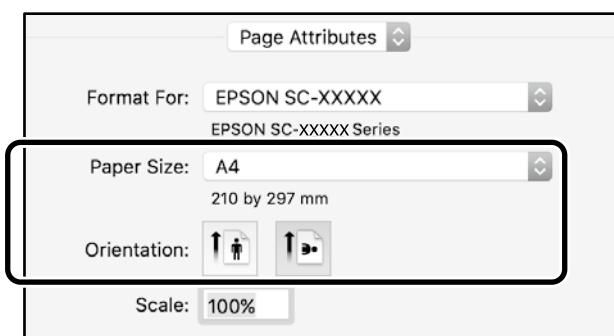 Page Attributes
Format For: EPSON SC-XXXXX
EPSON SC-XXXXX Series
Paper Size: A4
210 by 297 mm
Orientation:
Scale: 100%